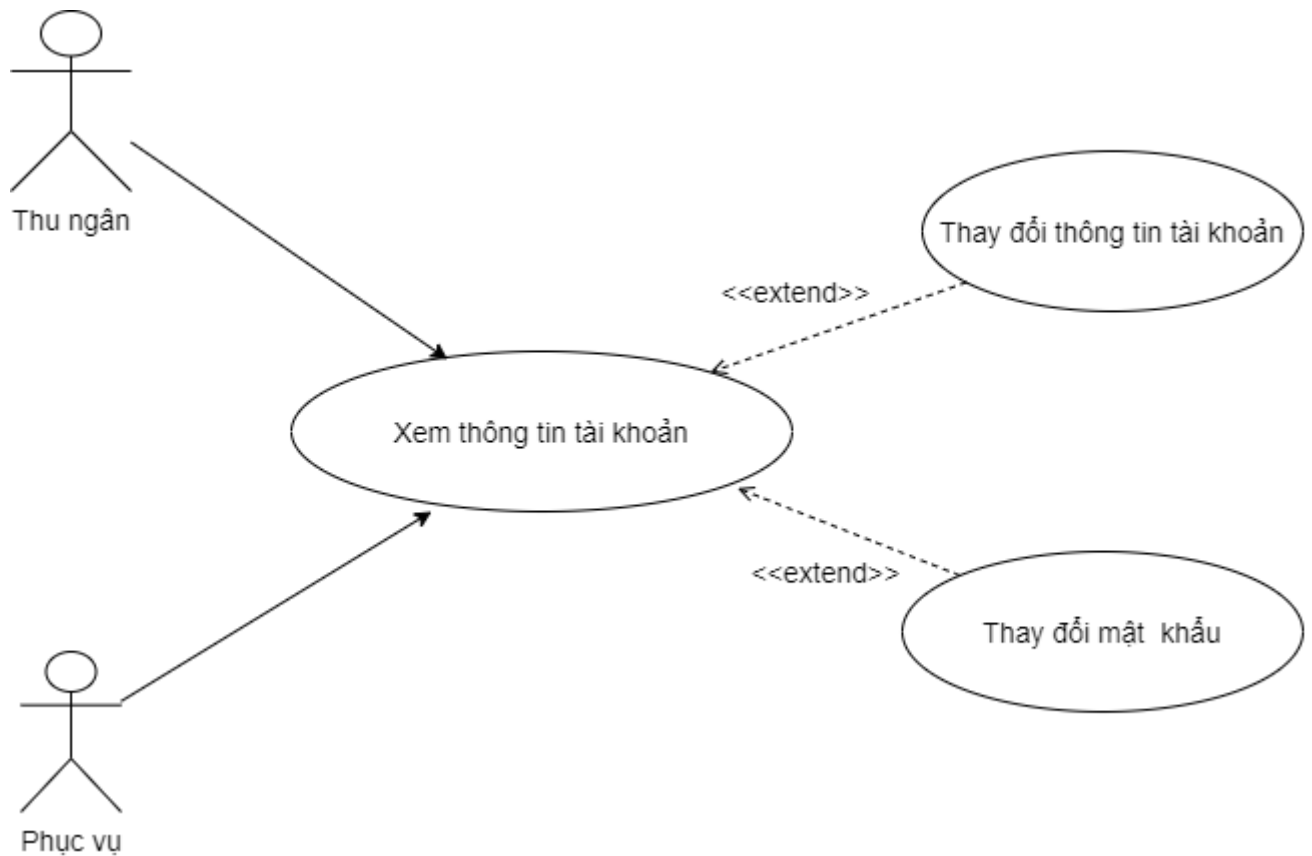 Thu ngân
Thay đổi thông tin tài khoản
<<extend>>
Xem thông tin tài khoản
<<extend>>
Thay đổi mật  khẩu
Phục vụ